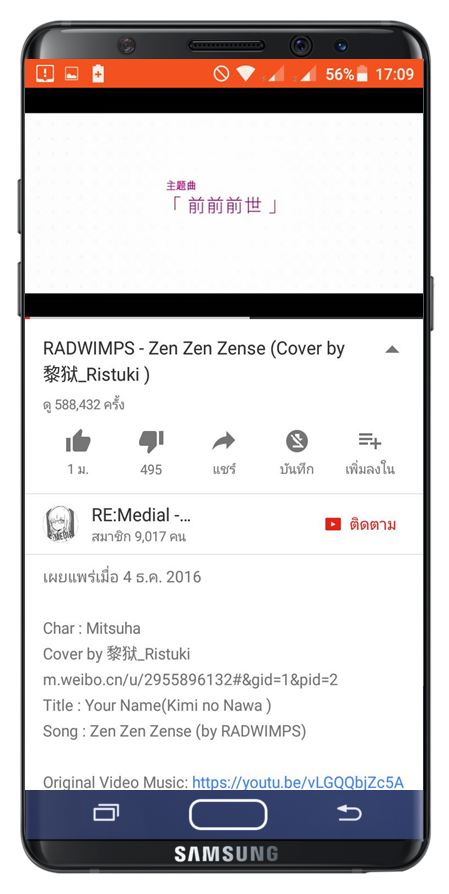 56% 17:09
主題曲
「 前前前世 」
RADWIMPS - Zen Zen Zense (Cover by
黎狱_Ristuki )
ดู 588,432 ครั้ง
1 ม. 495 แชร์ บันทึก เพิ่มลงใน
RE:Medial -...
สมาชิก 9,017 คน
ติดตาม
เผยแพร่เมื่อ 4 ธ.ค. 2016
Char : Mitsuha
Cover by 黎狱_Ristuki
m.weibo.cn/u/2955896132#&gid=1&pid=2
Title : Your Name(Kimi no Nawa )
Song : Zen Zen Zense (by RADWIMPS)
Original Video Music: https://youtu.be/vLGQQbjZc5A
SAMSUNG